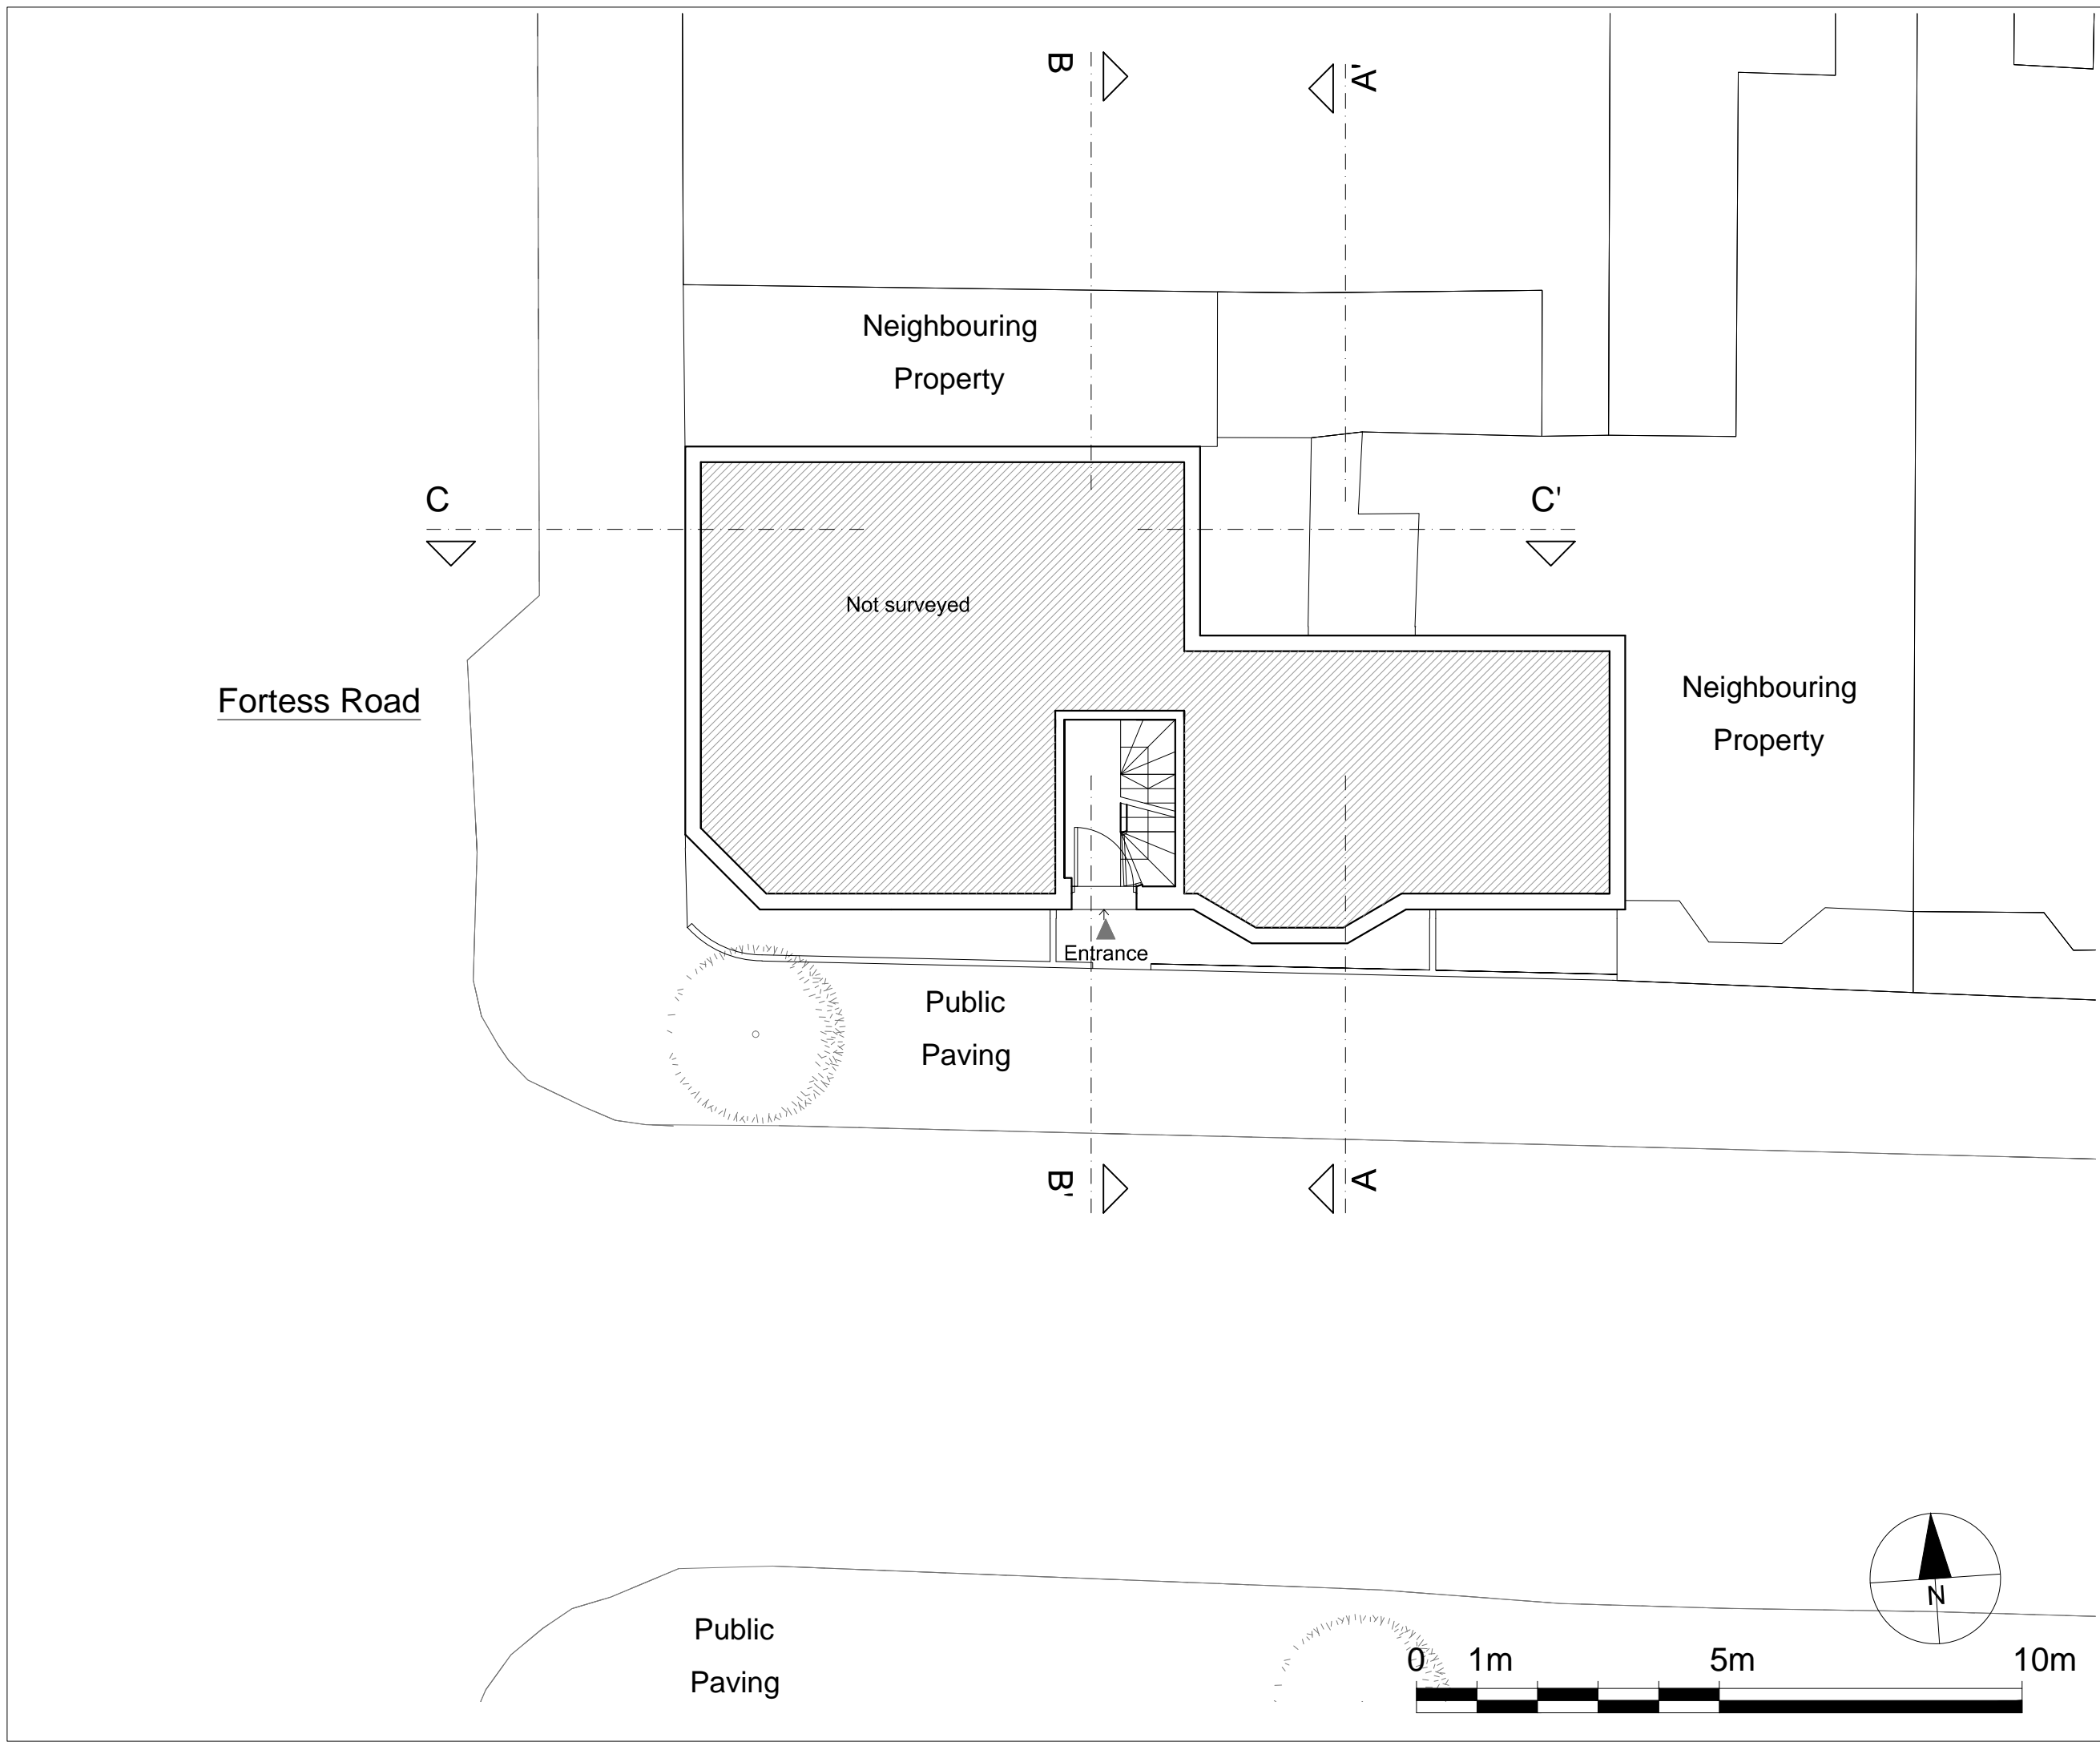 B
A'
Neighbouring
Property
C
C'
Not surveyed
Fortess Road
Neighbouring
Property
Entrance
Public
Paving
B'
A
N
Public
Paving
0 1m 5m 10m